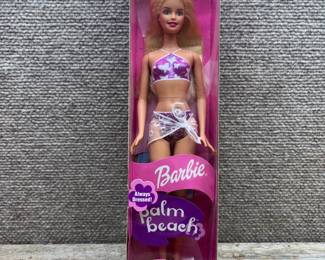 Barbie
Always
Dressed!
palm
beach